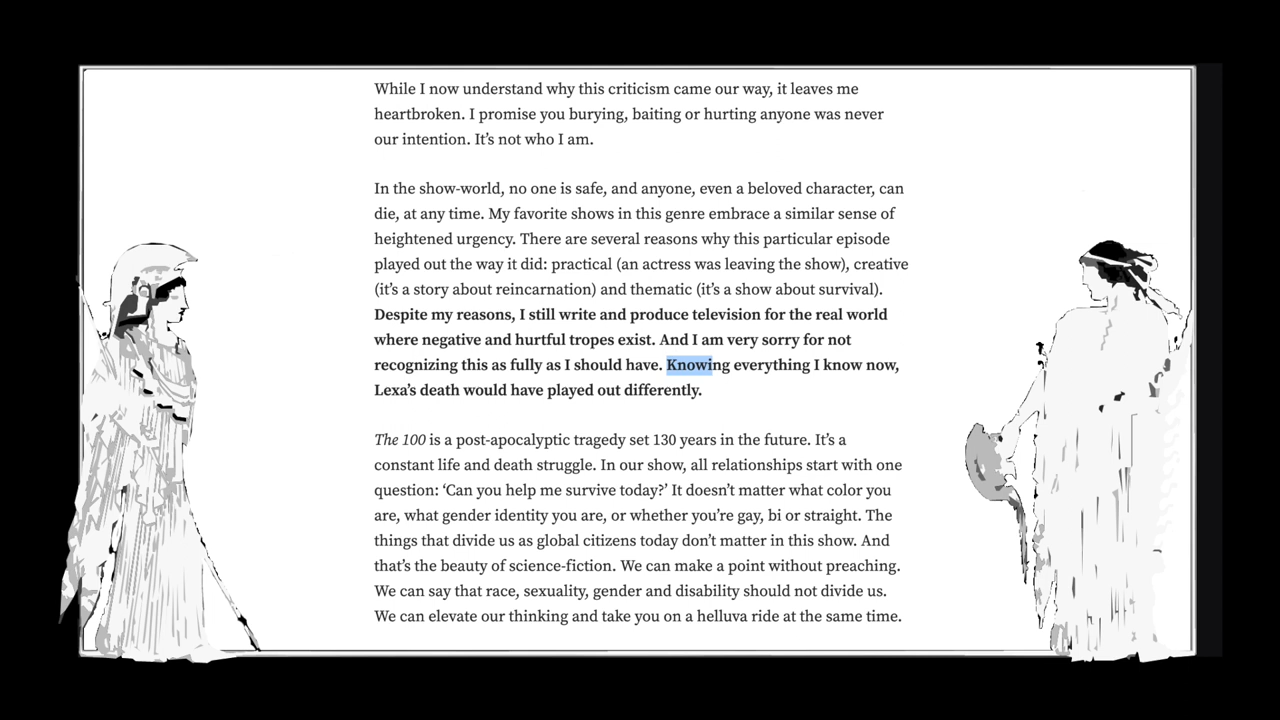 While I now understand why this criticism came our way, it leaves me
heartbroken. I promise you burying, baiting or hurting anyone was never
our intention. It’s not who I am.
In the show-world, no one is safe, and anyone, even a beloved character, can
die, at any time. My favorite shows in this genre embrace a similar sense of
heightened urgency. There are several reasons why this particular episode
played out the way it did: practical (an actress was leaving the show), creative
(it’s a story about reincarnation) and thematic (it’s a show about survival).
Despite my reasons, I still write and produce television for the real world
where negative and hurtful tropes exist. And I am very sorry for not
recognizing this as fully as I should have. Knowing everything I know now,
Lexa’s death would have played out differently.
The 100 is a post-apocalyptic tragedy set 130 years in the future. It’s a
constant life and death struggle. In our show, all relationships start with one
question: ‘Can you help me survive today?’ It doesn’t matter what color you
are, what gender identity you are, or whether you’re gay, bi or straight. The
things that divide us as global citizens today don’t matter in this show. And
that’s the beauty of science-fiction. We can make a point without preaching.
We can say that race, sexuality, gender and disability should not divide us.
We can elevate our thinking and take you on a helluva ride at the same time.